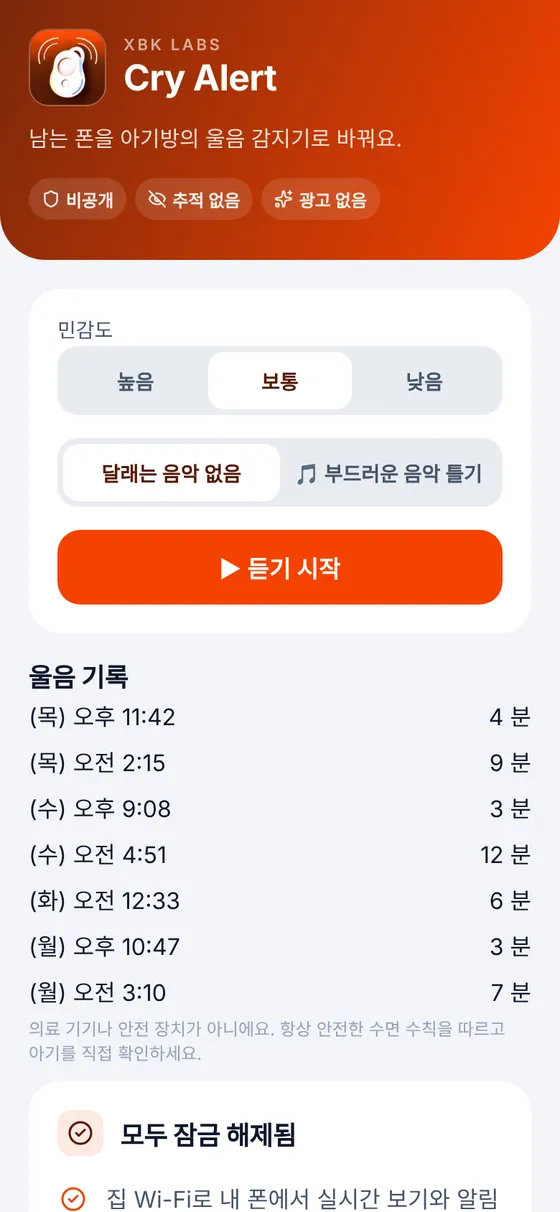 XBK LABS
Cry Alert
남는 폰을 아기방의 울음 감지기로 바꿔요.
비공개 추적 없음 광고 없음
민감도
높음 보통 낮음
달래는 음악 없음 🎵 부드러운 음악 틀기
▶ 듣기 시작
울음 기록
(목) 오후 11:42 4 분
(목) 오전 2:15 9 분
(수) 오후 9:08 3 분
(수) 오전 4:51 12 분
(화) 오전 12:33 6 분
(월) 오후 10:47 3 분
(월) 오전 3:10 7 분
의료 기기나 안전 장치가 아니에요. 항상 안전한 수면 수칙을 따르고
아기를 직접 확인하세요.
모두 잠금 해제됨
집 Wi-Fi로 내 폰에서 실시간 보기와 알림